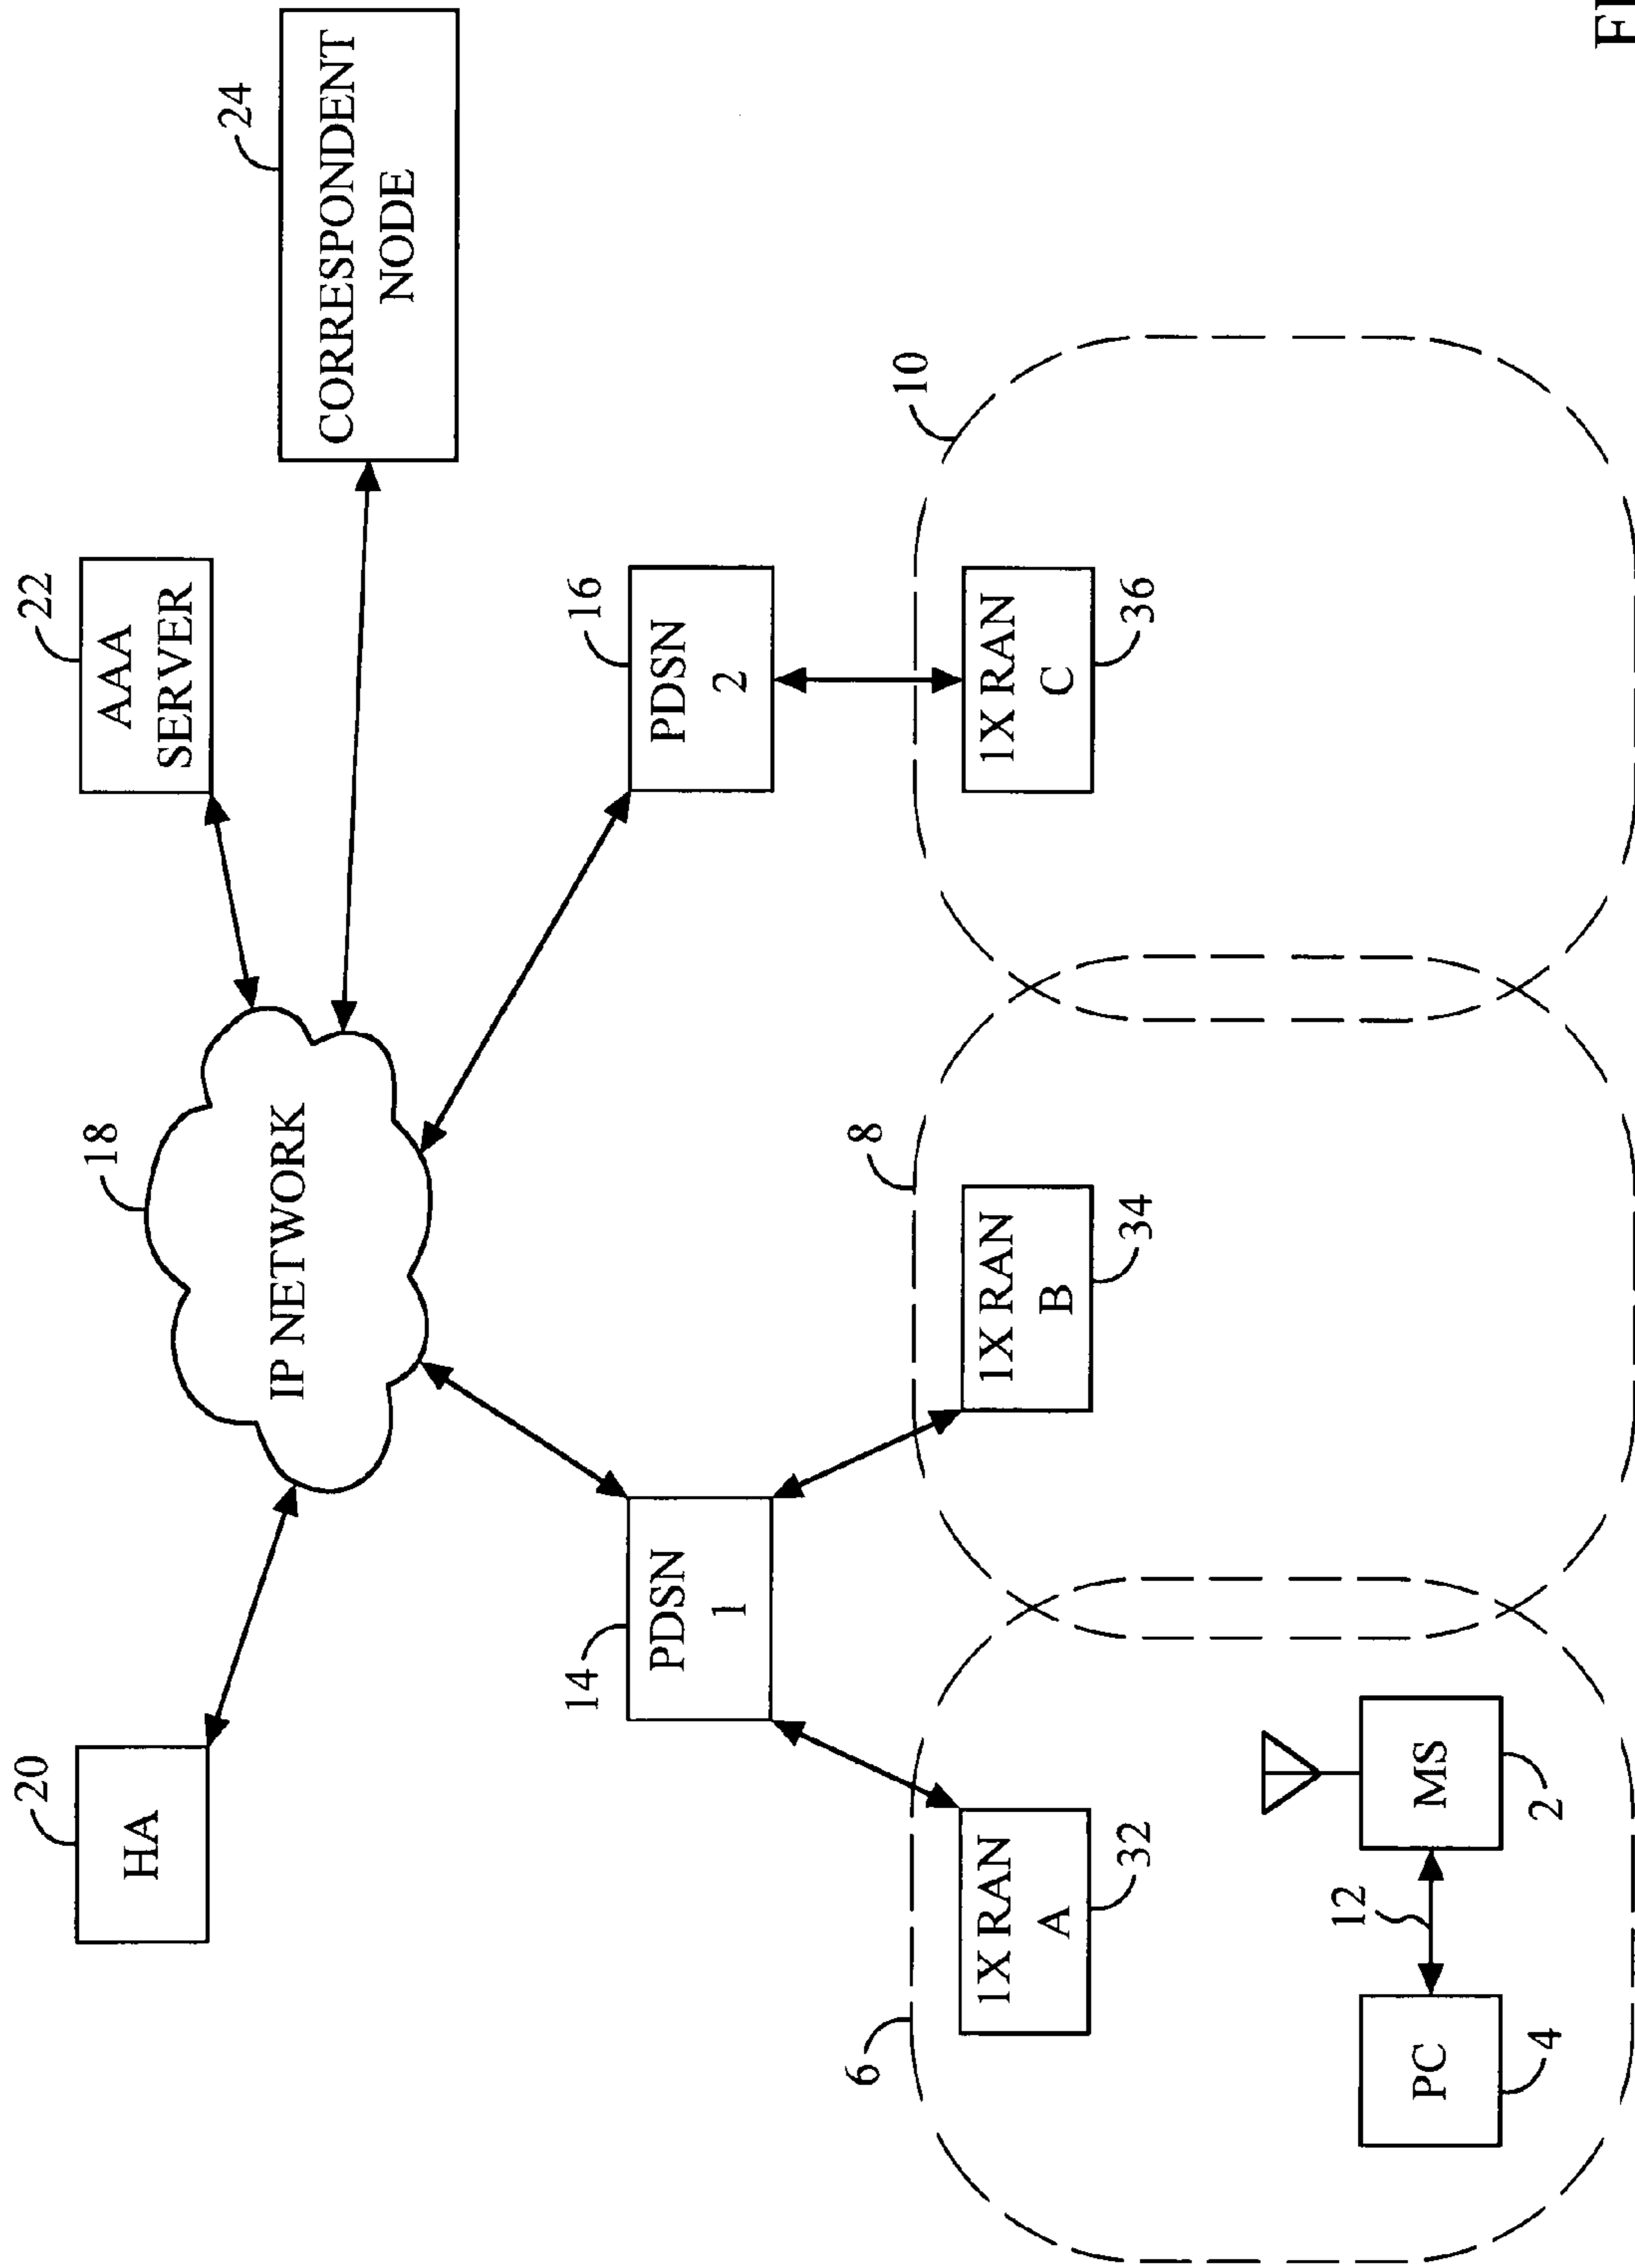 20
HA
18
IP NETWORK
22
AAA
SERVER
24
CORRESPONDENT
NODE
14
PDSN
1
16
PDSN
2
6
1X RAN
A
32
8
1X RAN
B
34
10
1X RAN
C
36
PC
4
12
MS
2